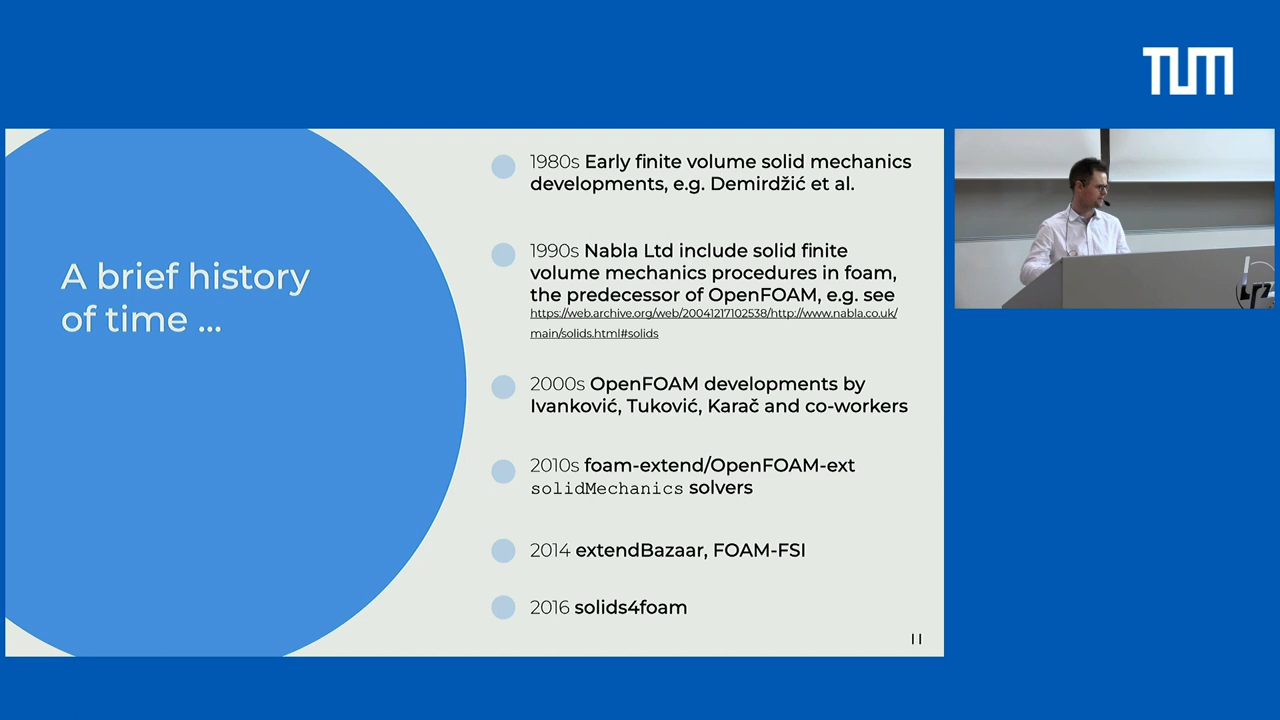 TUM
A brief history
of time ...
1980s Early finite volume solid mechanics
developments, e.g. Demirdžić et al.
1990s Nabla Ltd include solid finite
volume mechanics procedures in foam,
the predecessor of OpenFOAM, e.g. see
https://web.archive.org/web/20041217102538/http://www.nabla.co.uk/
main/solids.html#solids
2000s OpenFOAM developments by
Ivanković, Tuković, Karač and co-workers
2010s foam-extend/OpenFOAM-ext
solidMechanics solvers
2014 extendBazaar, FOAM-FSI
2016 solids4foam
11